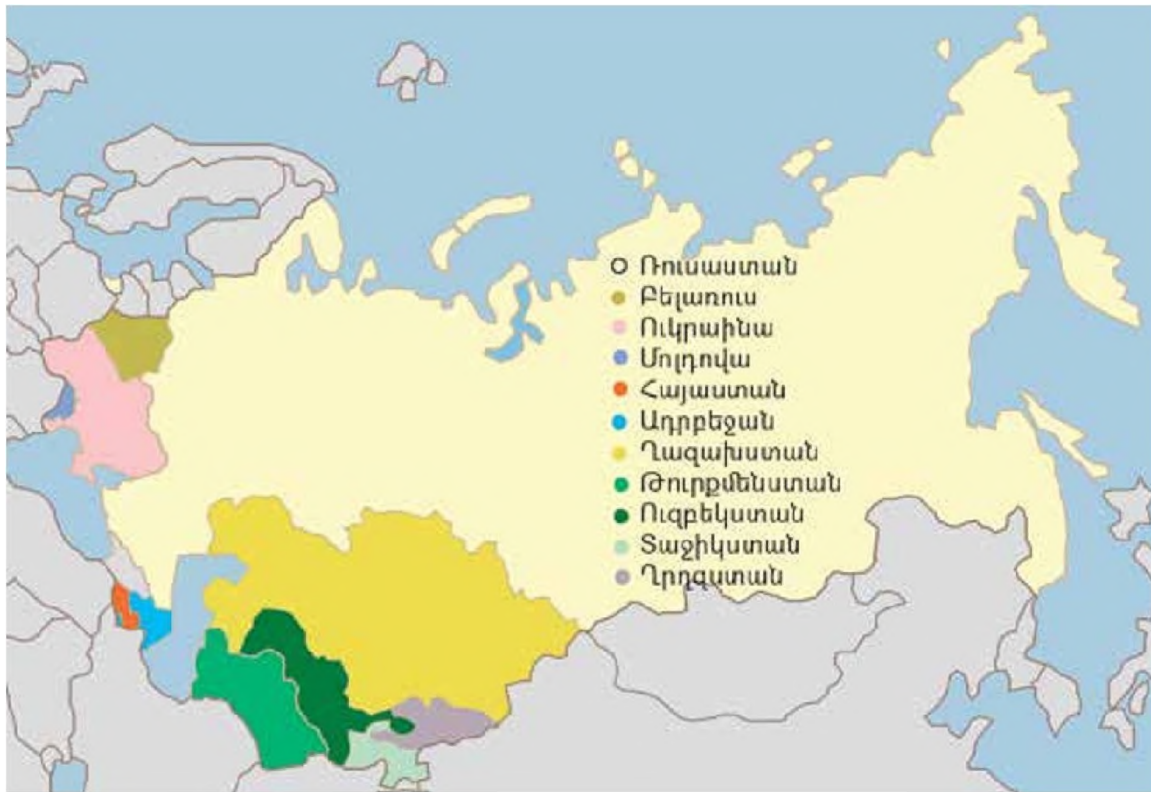 Ռուսաստան
Բելառուս
Ուկրաինա
Մոլդովա
Հայաստան
Ադրբեջան
Ղազախստան
Թուրքմենստան
Ուզբեկստան
Տաջիկստան
Ղրղզստան